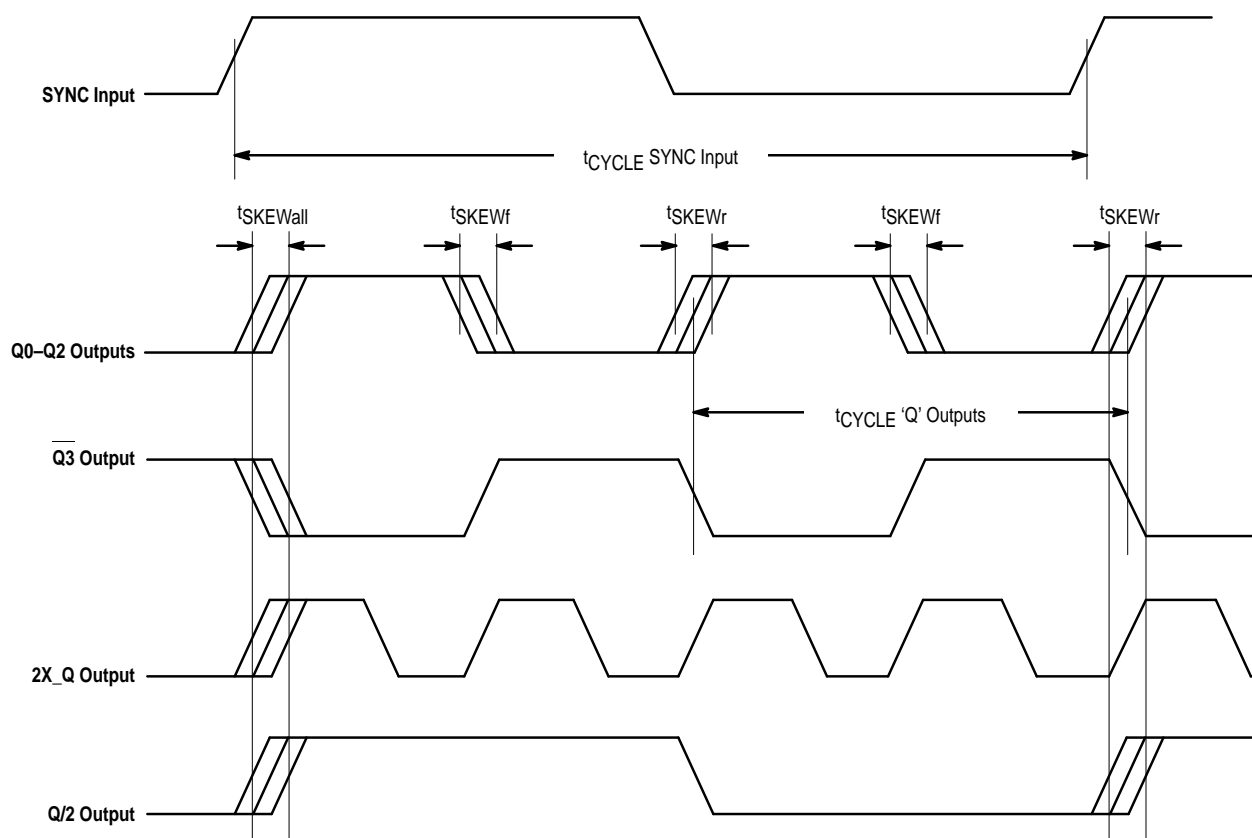 SYNC Input
tCYCLE SYNC Input
tSKEWall
tSKEWf
tSKEWr
tSKEWf
tSKEWr
Q0–Q2 Outputs
tCYCLE ‘Q’ Outputs
Q3 Output
2X_Q Output
Q/2 Output